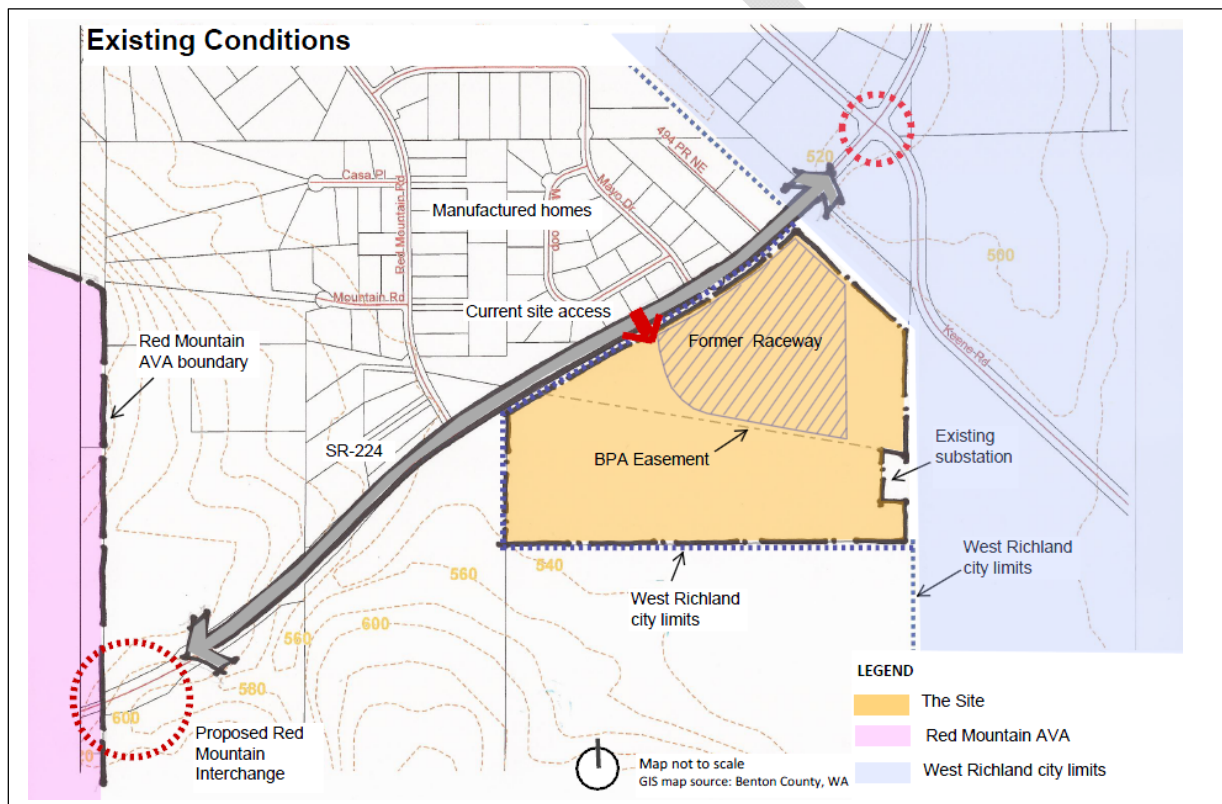 Existing Conditions
520
494 PR NE
Casa Pl
Mayo Dr
Manufactured homes
Red Mountain Rd
500
Mountain Rd
Current site access
Red Mountain
AVA boundary
Former Raceway
Keene Rd
SR-224
BPA Easement
Existing
substation
540
560
West Richland
city limits
West Richland
city limits
600
560
580
600
Proposed Red
Mountain
Interchange
Map not to scale
GIS map source: Benton County, WA
LEGEND
The Site
Red Mountain AVA
West Richland city limits